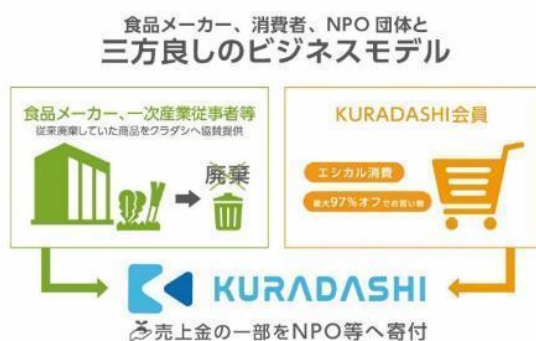 食品メーカー、消費者、NPO 団体と
三方良しのビジネスモデル
食品メーカー、一次産業従事者等
従来廃棄していた商品をクラダシへ協賛提供
廃棄
KURADASHI会員
エシカル消費
最大97%オフでお買い物
KURADASHI
売上金の一部をNPO等へ寄付